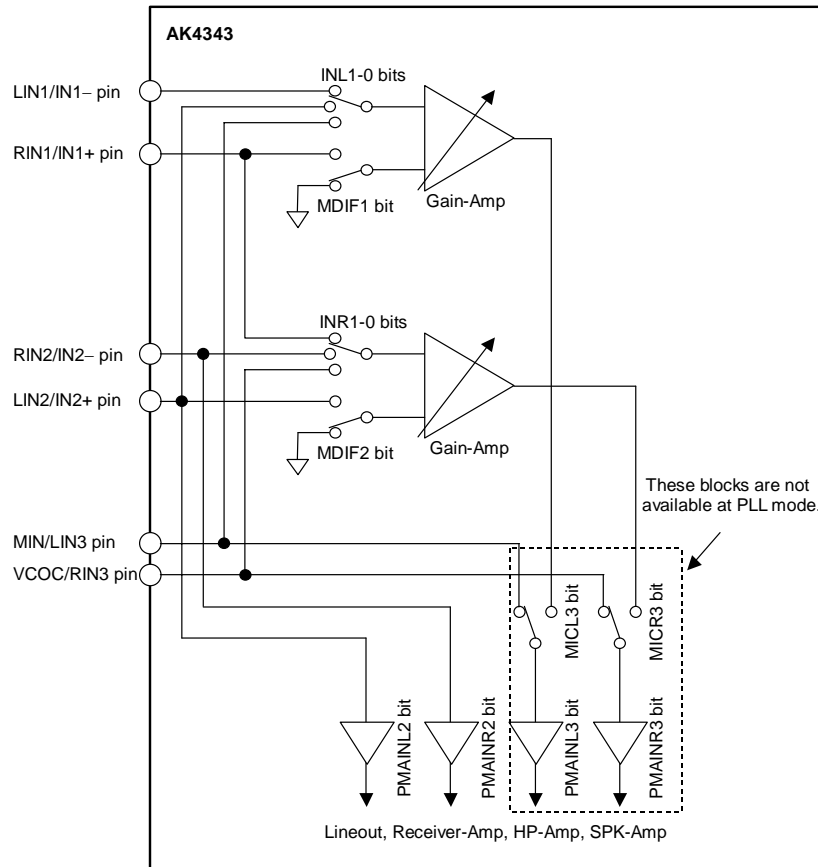 AK4343
INL1-0 bits
LIN1/IN1− pin
RIN1/IN1+ pin
MDIF1 bit
Gain-Amp
INR1-0 bits
RIN2/IN2− pin
LIN2/IN2+ pin
MDIF2 bit
Gain-Amp
These blocks are not
available at PLL mode.
MIN/LIN3 pin
VCOC/RIN3 pin
MICL3 bit
MICR3 bit
PMAINL2 bit
PMAINR2 bit
PMAINL3 bit
PMAINR3 bit
Lineout, Receiver-Amp, HP-Amp, SPK-Amp